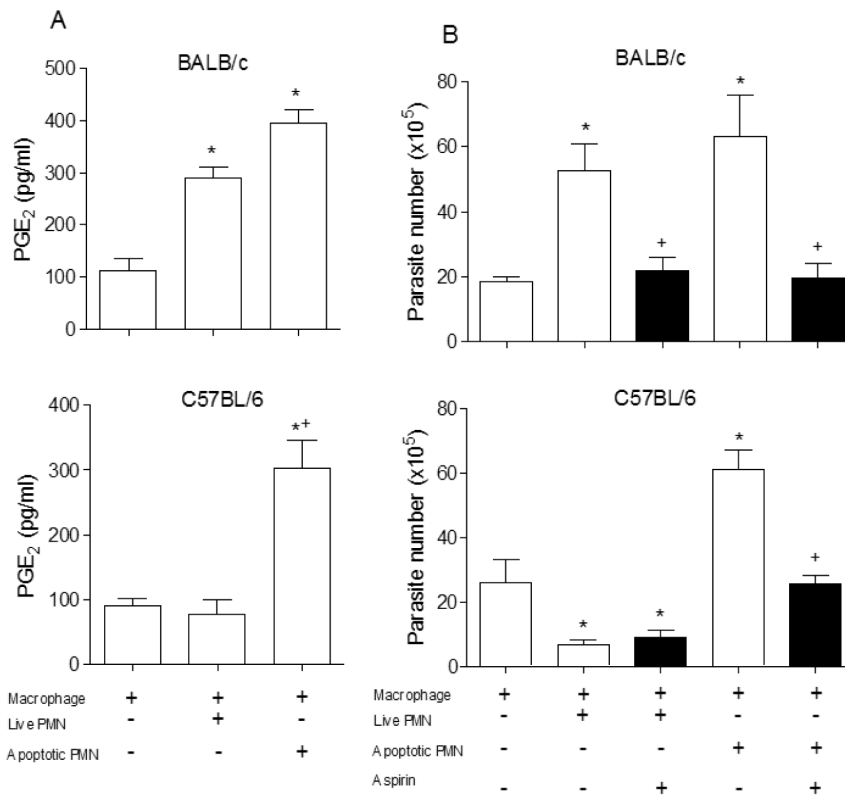 A
BALB/c
PGE2 (pg/ml)
500
400
300
200
100
0
*
*
C57BL/6
PGE2 (pg/ml)
400
300
200
100
0
*+
Macrophage + + +
Live PMN - + -
Apoptotic PMN - - +
B
BALB/c
Parasite number (x10^5)
80
60
40
20
0
*
+
*
+
C57BL/6
Parasite number (x10^5)
80
60
40
20
0
*
*
*
+
Macrophage + + + + +
Live PMN - + + - -
Apoptotic PMN - - - + +
Aspirin - - + - +